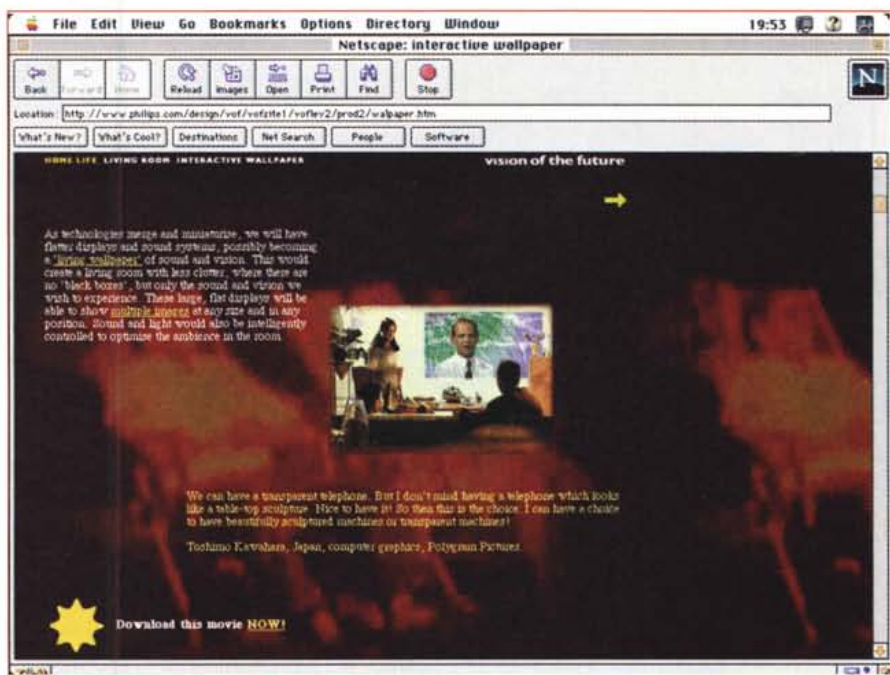 File Edit View Go Bookmarks Options Directory Window 19:53
Netscape: interactive wallpaper
Back Forward Home Reload Images Open Print Find Stop
N
Location: http://www.philips.com/design/vof/vofsite1/voflev2/prod2/walpaper.htm
What's New? What's Cool? Destinations Net Search People Software
HOME LIFE LIVING ROOM INTERACTIVE WALLPAPER vision of the future
As technologies merge and miniaturise, we will have
flatter displays and sound systems, possibly becoming
a 'living wallpaper' of sound and vision. This would
create a living room with less clutter, where there are
no 'black boxes', but only the sound and vision we
wish to experience. These large, flat displays will be
able to show multiple images at any size and in any
position. Sound and light would also be intelligently
controlled to optimise the ambience in the room.
We can have a transparent telephone. But I don't mind having a telephone which looks
like a table-top sculpture. Nice to have it! So then this is the choice. I can have a choice
to have beautifully sculptured machines or transparent machines!
Toshimo Kawahara, Japan, computer graphics, Polygram Pictures.
Download this movie NOW!